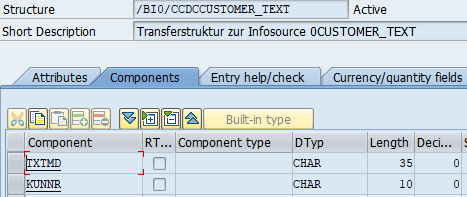 Structure /BI0/CCDCCUSTOMER_TEXT Active
Short Description Transferstruktur zur Infosource 0CUSTOMER_TEXT
Attributes Components Entry help/check Currency/quantity fields
Built-in type
Component RT... Component type DTyp Length Deci...
TXTMD CHAR 35 0
KUNNR CHAR 10 0